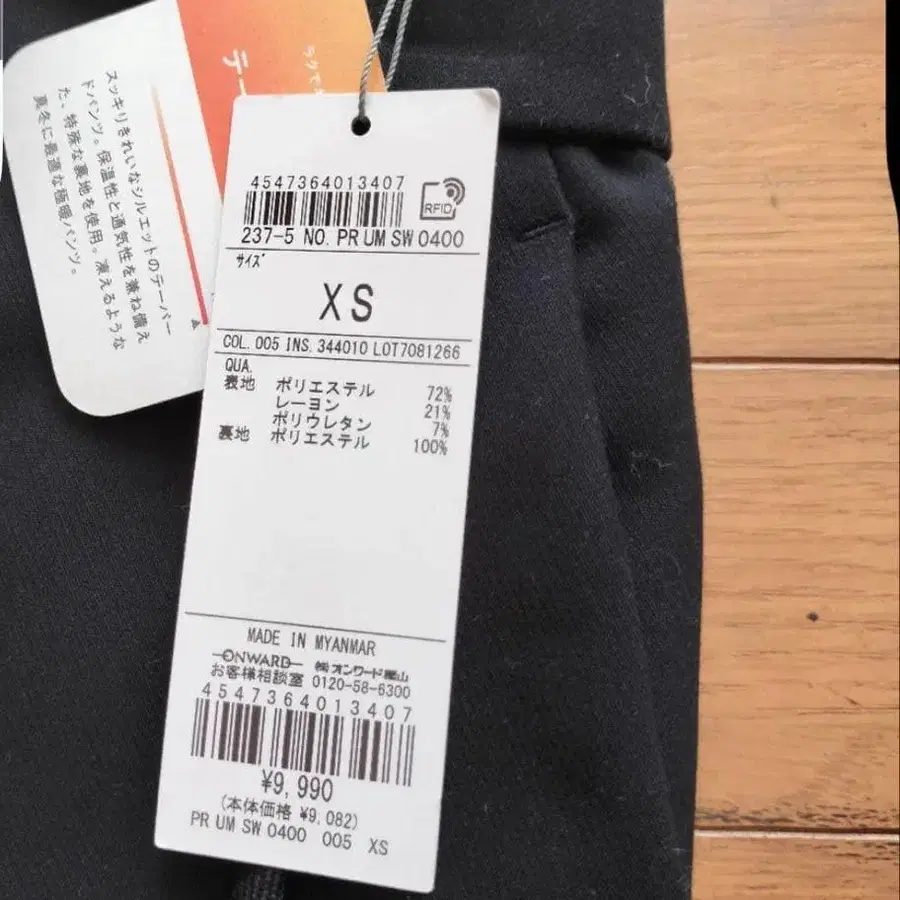 ラクで
テー
スッキリきれいなシルエットのテーパー
ドパンツ。保温性と通気性を兼ね備え
た、特殊な裏地を使用。凍えるような
真冬に最適な極暖パンツ。
4547364013407
RFID
237-5 NO. PR UM SW 0400
サイズ
XS
COL. 005 INS. 344010 LOT7081266
QUA.
表地 ポリエステル 72%
レーヨン 21%
ポリウレタン 7%
裏地 ポリエステル 100%
MADE IN MYANMAR
ONWARD ㈱オンワード樫山
お客様相談室 0120-58-6300
4547364013407
¥9,990
(本体価格 ¥9,082)
PR UM SW 0400 005 XS